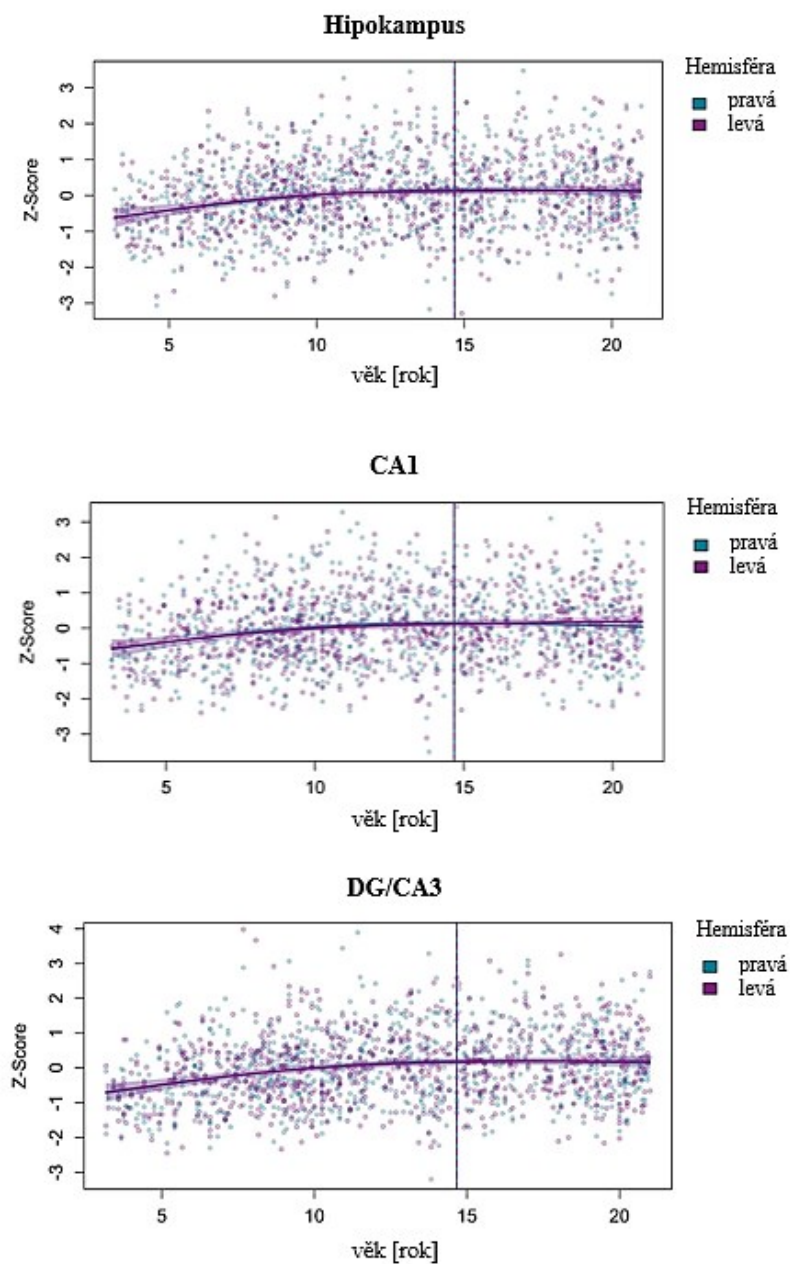 Hipokampus
Hemisféra
pravá
levá
Z-Score
3
2
1
0
-1
-2
-3
5
10
15
20
věk [rok]
CA1
Hemisféra
pravá
levá
Z-Score
3
2
1
0
-1
-2
-3
5
10
15
20
věk [rok]
DG/CA3
Hemisféra
pravá
levá
Z-Score
4
3
2
1
0
-1
-2
-3
5
10
15
20
věk [rok]